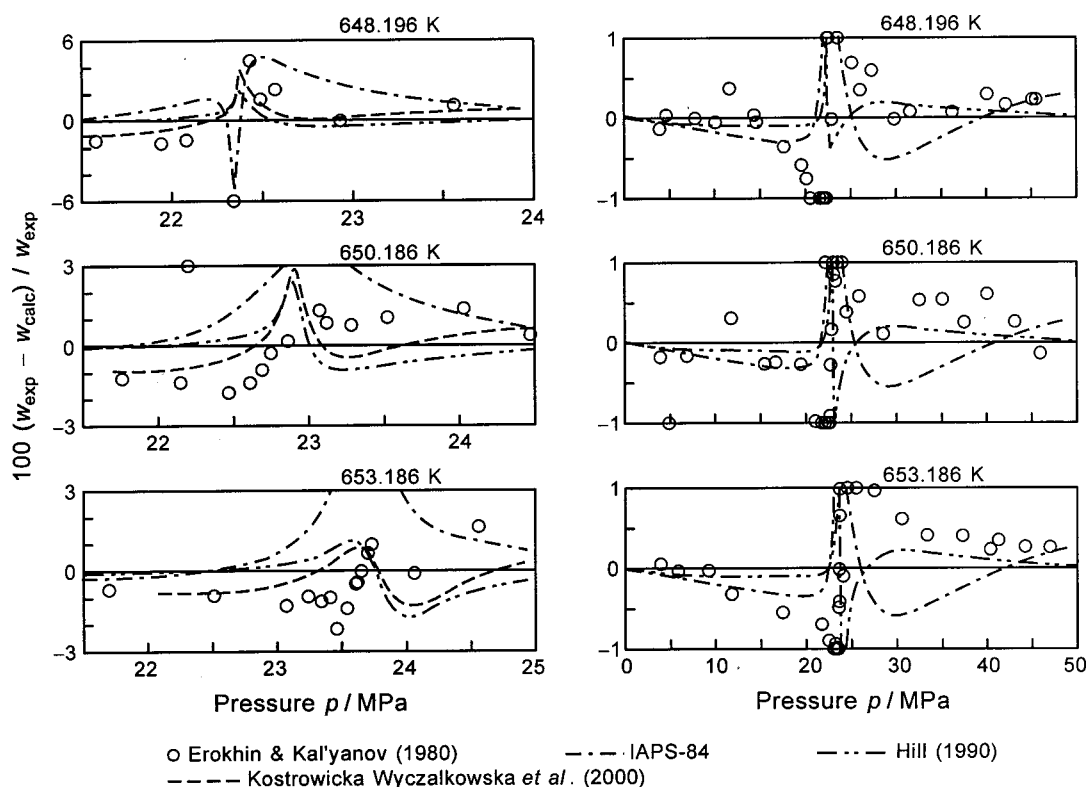 100 (w_exp − w_calc) / w_exp
648.196 K
6
0
−6
22
23
24
650.186 K
3
0
−3
22
23
24
653.186 K
3
0
−3
22
23
24
25
Pressure p / MPa
648.196 K
1
0
−1
650.186 K
1
0
−1
653.186 K
1
0
−1
0
10
20
30
40
50
Pressure p / MPa
Erokhin & Kal'yanov (1980)
IAPS-84
Hill (1990)
Kostrowicka Wyczalkowska et al. (2000)